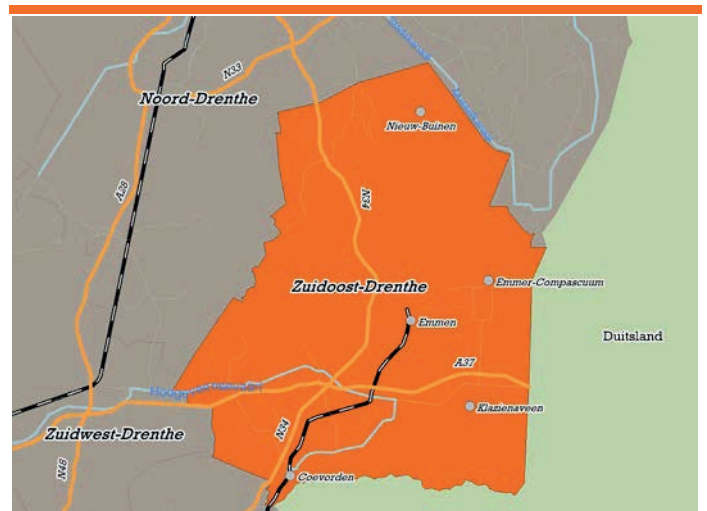 N33
Noord-Drenthe
Nieuw-Buinen
A28
N34
Zuidoost-Drenthe
Emmer-Compascuum
Emmen
Duitsland
A37
Klazienaveen
Zuidwest-Drenthe
N34
N48
Coevorden